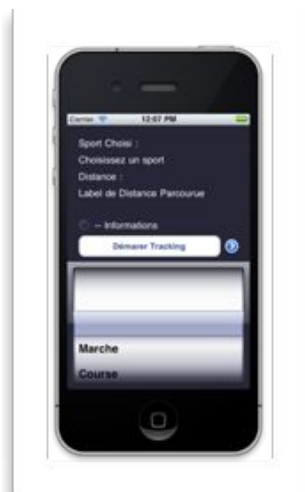 Carrier 12:07 PM
Sport Choisi :
Choisissez un sport
Distance :
Label de Distance Parcourue
-- Informations
Démarer Tracking
Marche
Course